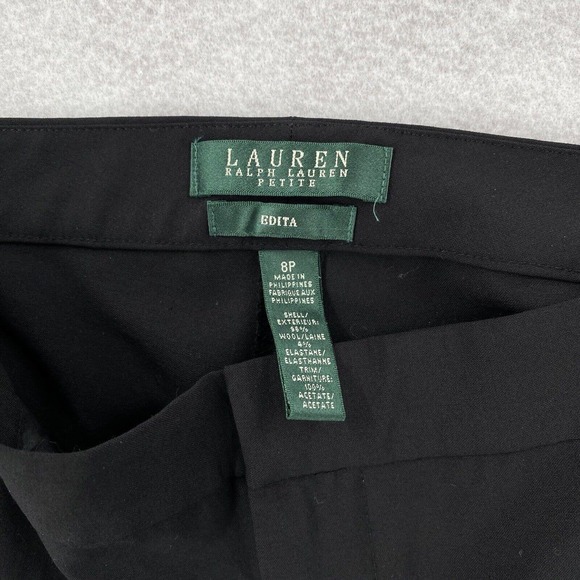 LAUREN
RALPH LAUREN
PETITE
EDITA
8P
MADE IN
PHILIPPINES
FABRIQUE AUX
PHILIPPINES
SHELL/
EXTERIEUR:
96%
WOOL/LAINE
4%
ELASTANE/
ELASTHANNE
TRIM/
GARNITURE:
100%
ACETATE/
ACETATE